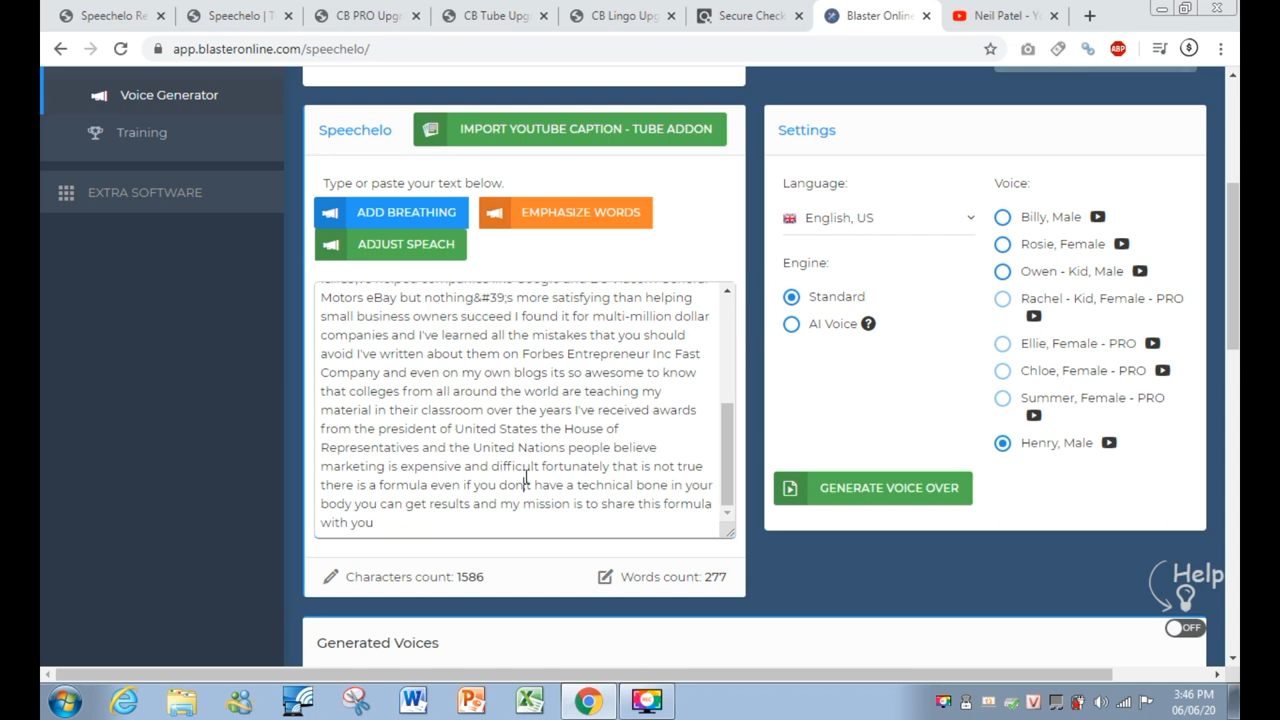 Speechelo Re
Speechelo | T
CB PRO Upgr
CB Tube Upg
CB Lingo Upg
Secure Check
Blaster Online
Neil Patel - Yo
app.blasteronline.com/speechelo/
ABP
Voice Generator
Training
EXTRA SOFTWARE
Speechelo
IMPORT YOUTUBE CAPTION - TUBE ADDON
Type or paste your text below.
ADD BREATHING
EMPHASIZE WORDS
ADJUST SPEACH
Motors eBay but nothing&#39;s more satisfying than helping
small business owners succeed I found it for multi-million dollar
companies and I've learned all the mistakes that you should
avoid I've written about them on Forbes Entrepreneur Inc Fast
Company and even on my own blogs its so awesome to know
that colleges from all around the world are teaching my
material in their classroom over the years I've received awards
from the president of United States the House of
Representatives and the United Nations people believe
marketing is expensive and difficult fortunately that is not true
there is a formula even if you don't have a technical bone in your
body you can get results and my mission is to share this formula
with you
Characters count: 1586
Words count: 277
Generated Voices
Settings
Language:
English, US
Engine:
Standard
AI Voice ?
Voice:
Billy, Male
Rosie, Female
Owen - Kid, Male
Rachel - Kid, Female - PRO
Ellie, Female - PRO
Chloe, Female - PRO
Summer, Female - PRO
Henry, Male
GENERATE VOICE OVER
Help
OFF
3:46 PM
06/06/20